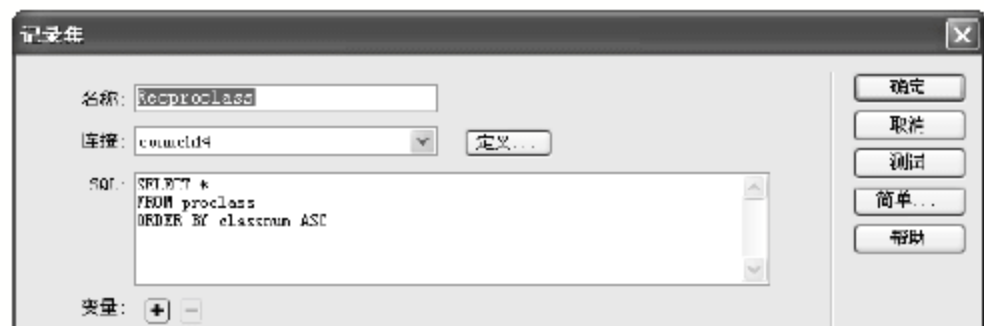 记录集
名称: Recproclass
确定
连接: connch14 定义...
取消
测试
SQL: SELECT *
FROM proclass
ORDER BY classnum ASC
简单...
帮助
变量: